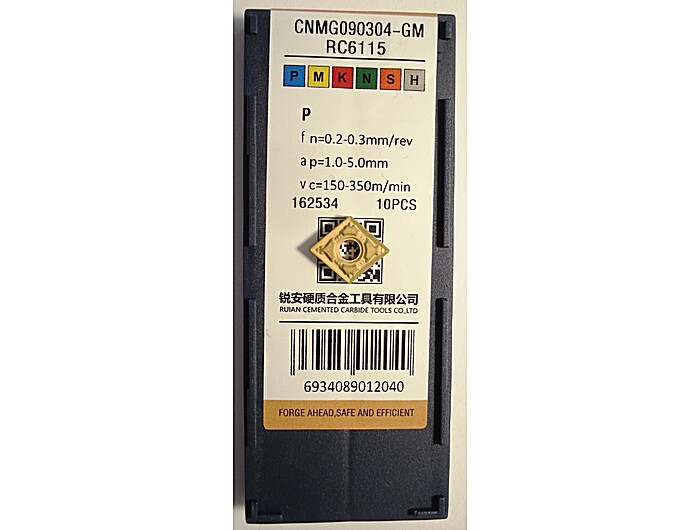 CNMG090304-GM
RC6115
P M K N S H
P
f n=0.2-0.3mm/rev
a p=1.0-5.0mm
v c=150-350m/min
162534 10PCS
锐安硬质合金工具有限公司
RUIAN CEMENTED CARBIDE TOOLS CO,LTD
6934089012040
FORGE AHEAD,SAFE AND EFFICIENT